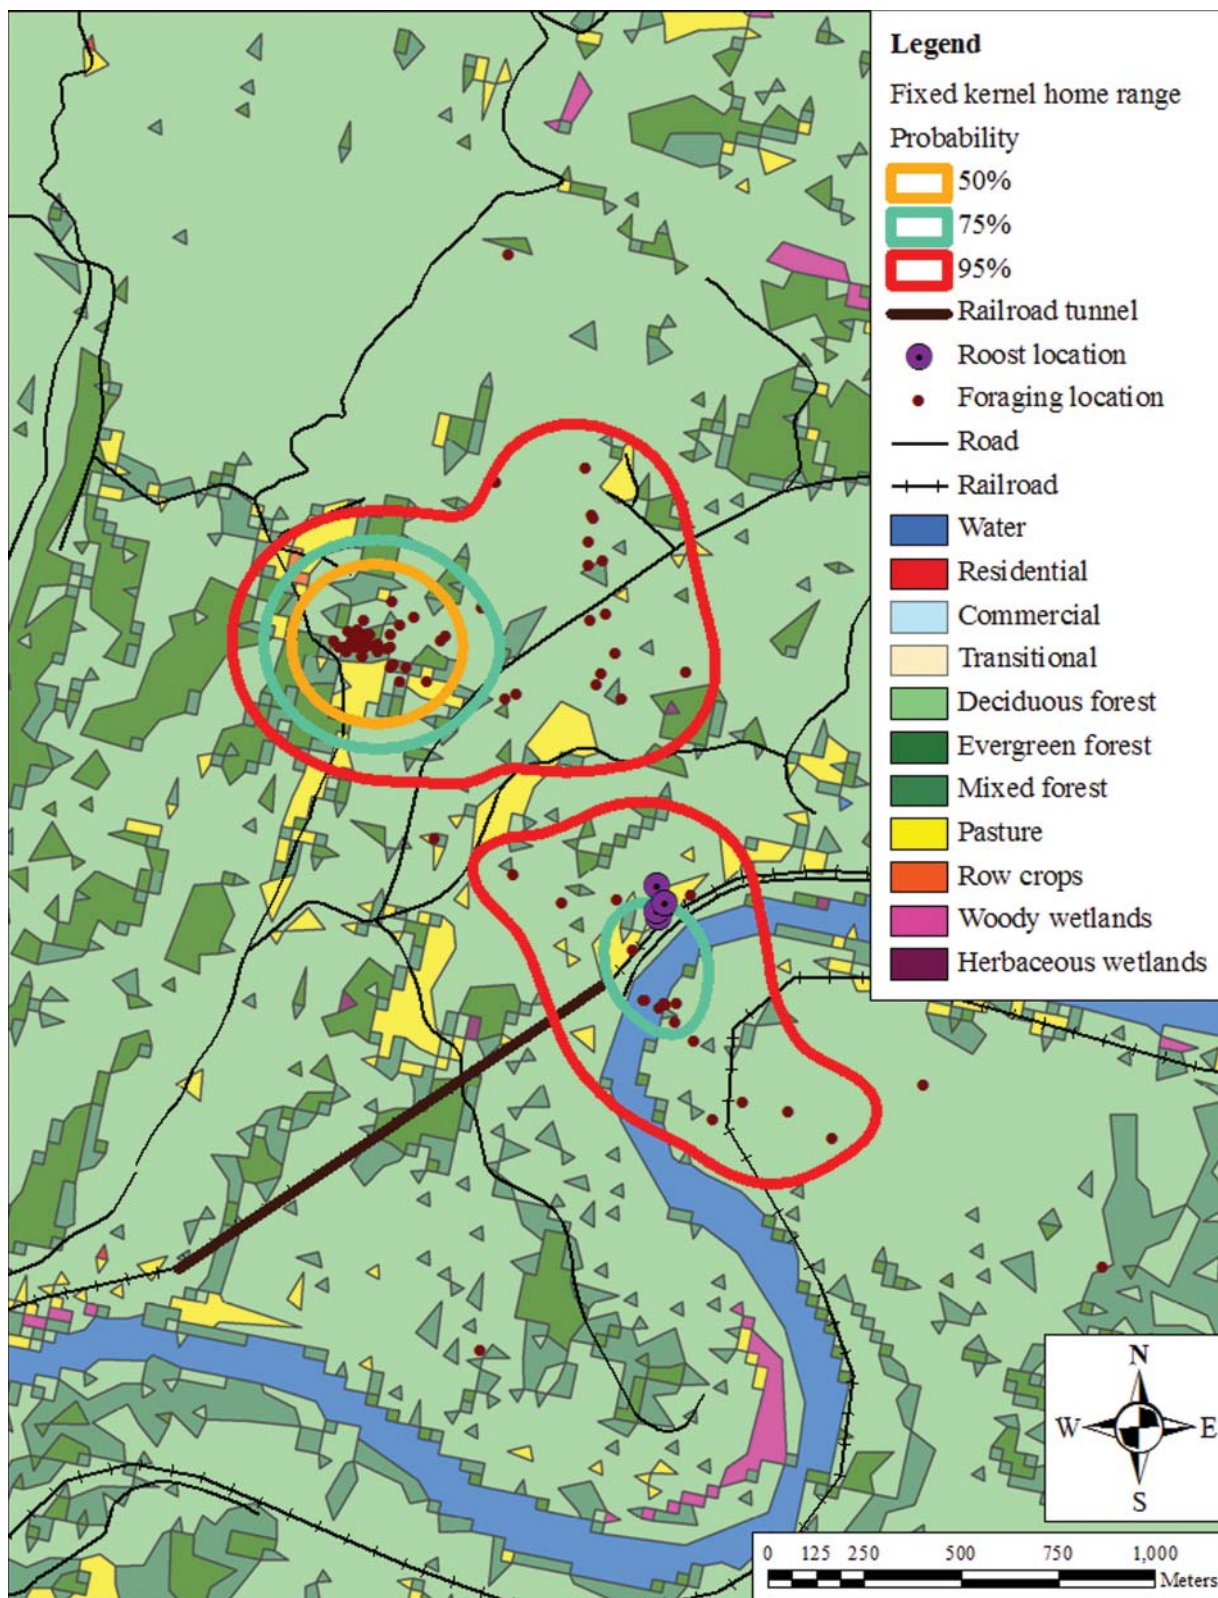 Legend
Fixed kernel home range
Probability
50%
75%
95%
Railroad tunnel
Roost location
Foraging location
Road
Railroad
Water
Residential
Commercial
Transitional
Deciduous forest
Evergreen forest
Mixed forest
Pasture
Row crops
Woody wetlands
Herbaceous wetlands
N
W E
S
0 125 250 500 750 1,000
Meters